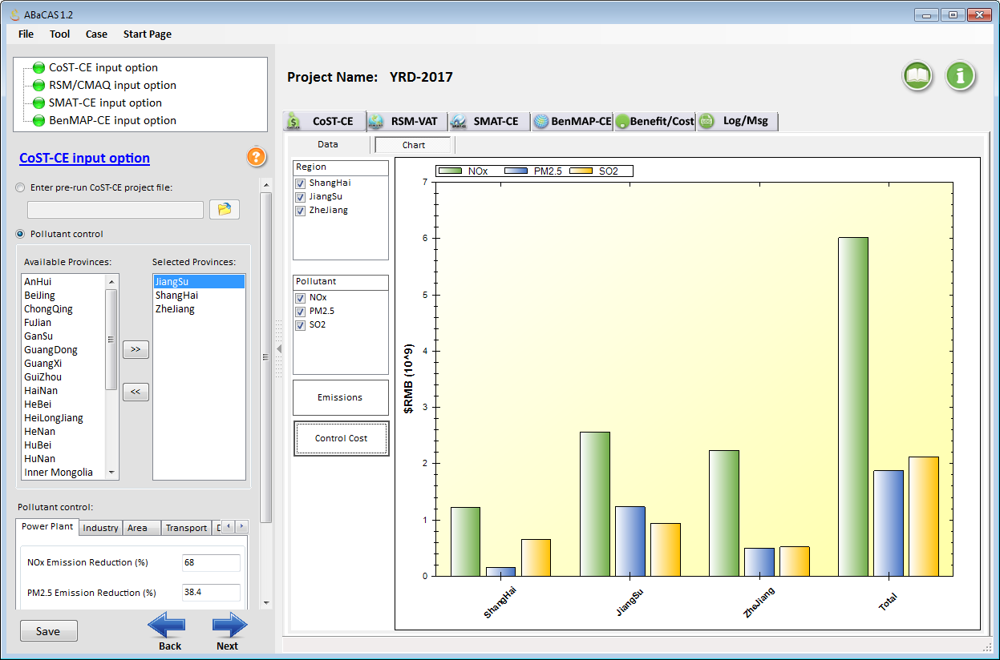 ABaCAS 1.2
File Tool Case Start Page
CoST-CE input option
RSM/CMAQ input option
SMAT-CE input option
BenMAP-CE input option
CoST-CE input option
?
Enter pre-run CoST-CE project file:
Pollutant control
Available Provinces:
AnHui
BeiJing
ChongQing
FuJian
GanSu
GuangDong
GuangXi
GuiZhou
HaiNan
HeBei
HeiLongJiang
HeNan
HuBei
HuNan
Inner Mongolia
>>
<<
Selected Provinces:
JiangSu
ShangHai
ZheJiang
Pollutant control:
Power Plant Industry Area Transport
NOx Emission Reduction (%) 68
PM2.5 Emission Reduction (%) 38.4
Save
Back
Next
Project Name: YRD-2017
CoST-CE RSM-VAT SMAT-CE BenMAP-CE Benefit/Cost Log/Msg
Data Chart
Region
ShangHai
JiangSu
ZheJiang
Pollutant
NOx
PM2.5
SO2
Emissions
Control Cost
NOx PM2.5 SO2
$RMB (10^9)
7
6
5
4
3
2
1
0
ShangHai
JiangSu
ZheJiang
Total